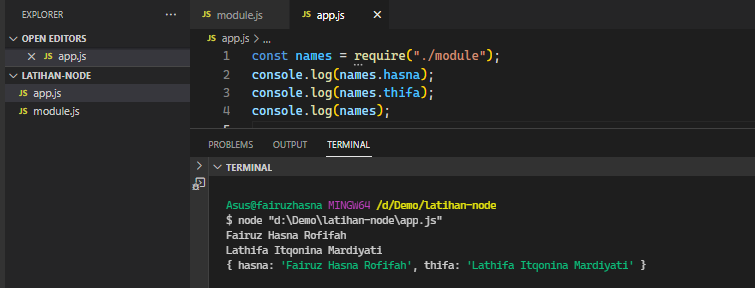 EXPLORER
OPEN EDITORS
JS app.js
LATIHAN-NODE
JS app.js
JS module.js
JS module.js
JS app.js
JS app.js > ...
1 const names = require("./module");
2 console.log(names.hasna);
3 console.log(names.thifa);
4 console.log(names);
5
PROBLEMS OUTPUT TERMINAL
TERMINAL
Asus@fairuzhasna MINGW64 /d/Demo/latihan-node
$ node "d:\Demo\latihan-node\app.js"
Fairuz Hasna Rofifah
Lathifa Itqonina Mardiyati
{ hasna: 'Fairuz Hasna Rofifah', thifa: 'Lathifa Itqonina Mardiyati' }